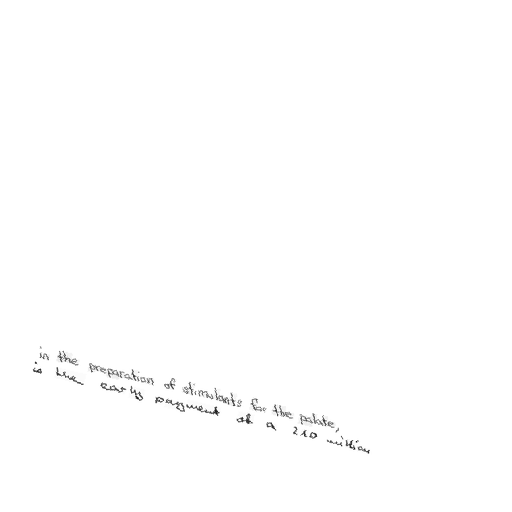 in the preparation of stimulants for the palate,
is the early payment of a 210 million